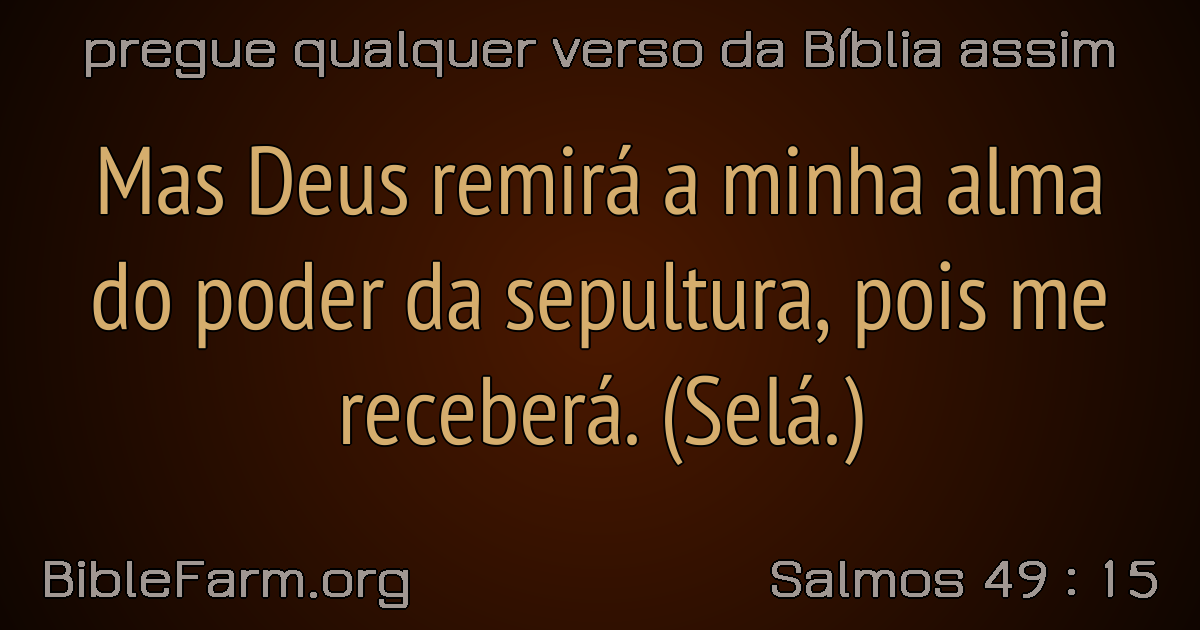 pregue qualquer verso da Bíblia assim
Mas Deus remirá a minha alma
do poder da sepultura, pois me
receberá. (Selá.)
BibleFarm.org
Salmos 49 : 15